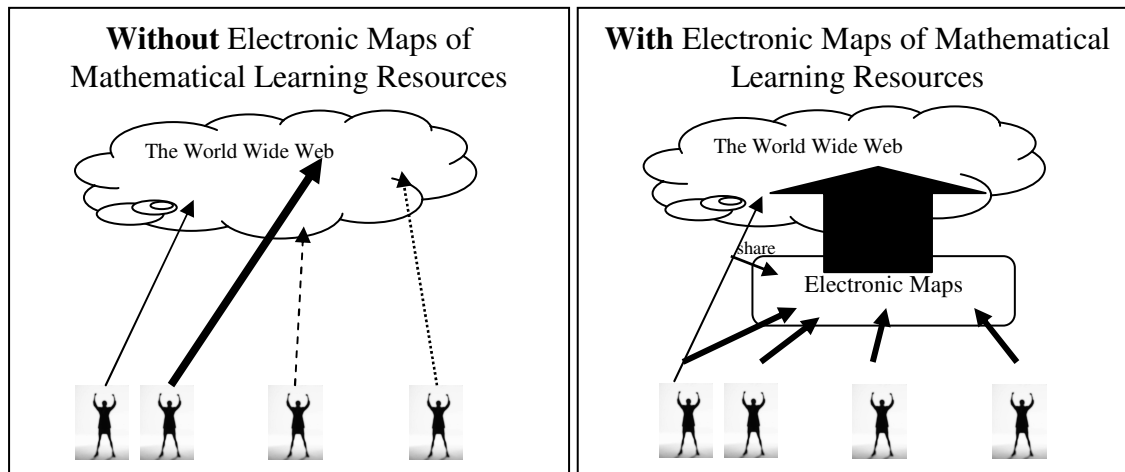 Without Electronic Maps of
Mathematical Learning Resources
The World Wide Web
With Electronic Maps of Mathematical
Learning Resources
The World Wide Web
share
Electronic Maps